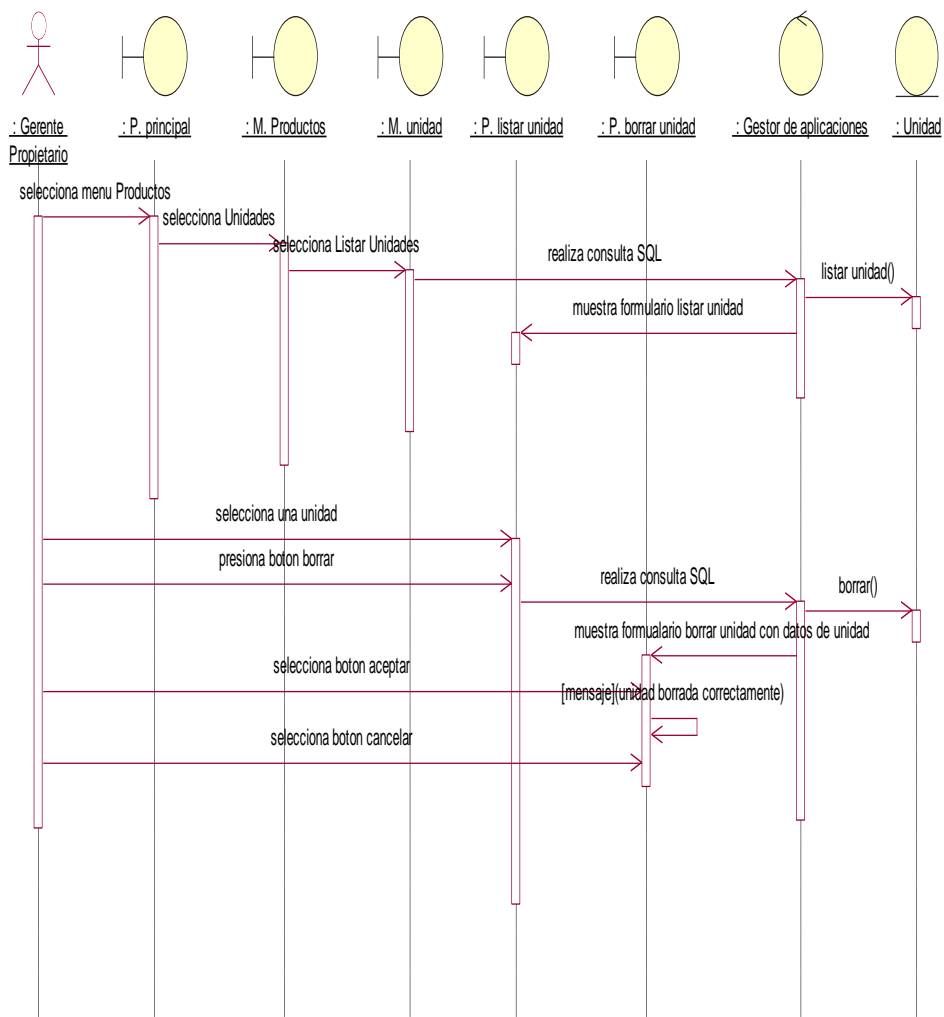 : Gerente
Propietario
: P. principal
: M. Productos
: M. unidad
: P. listar unidad
: P. borrar unidad
: Gestor de aplicaciones
: Unidad
selecciona menu Productos
selecciona Unidades
selecciona Listar Unidades
realiza consulta SQL
listar unidad()
muestra formulario listar unidad
selecciona una unidad
presiona boton borrar
realiza consulta SQL
borrar()
muestra formualario borrar unidad con datos de unidad
selecciona boton aceptar
[mensaje](unidad borrada correctamente)
selecciona boton cancelar